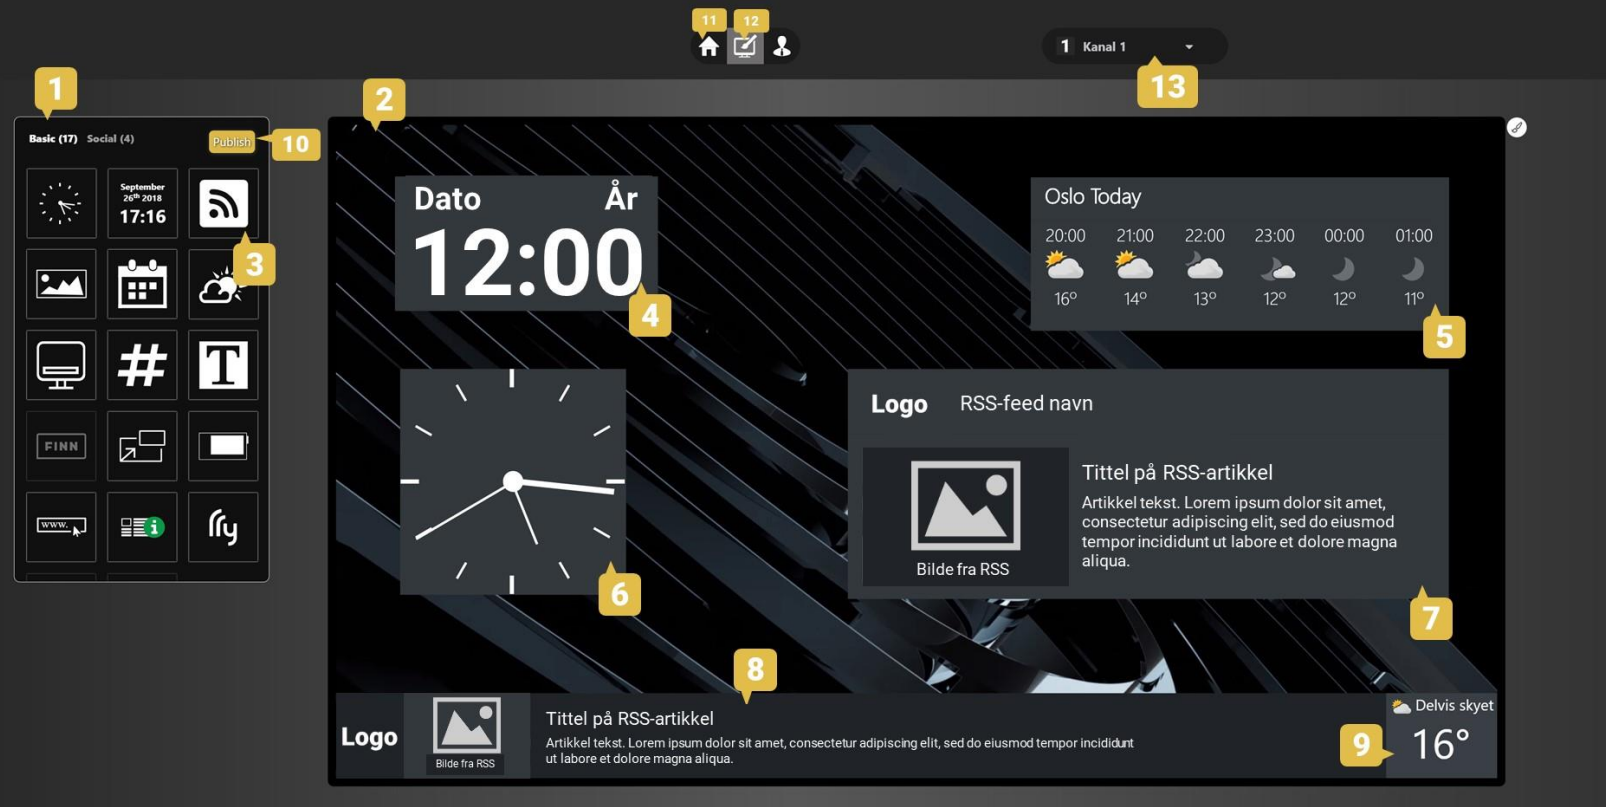 11
12
1 Kanal 1
13
1
2
Basic (17) Social (4)
Publish
10
September
26th 2018
17:16
3
FINN
www.
i
fly
Dato År
12:00
4
Oslo Today
20:00 21:00 22:00 23:00 00:00 01:00
16° 14° 13° 12° 12° 11°
5
6
Logo RSS-feed navn
Tittel på RSS-artikkel
Artikkel tekst. Lorem ipsum dolor sit amet,
consectetur adipiscing elit, sed do eiusmod
tempor incididunt ut labore et dolore magna
aliqua.
Bilde fra RSS
7
8
Logo
Bilde fra RSS
Tittel på RSS-artikkel
Artikkel tekst. Lorem ipsum dolor sit amet, consectetur adipiscing elit, sed do eiusmod tempor incididunt
ut labore et dolore magna aliqua.
Delvis skyet
16°
9
#
T